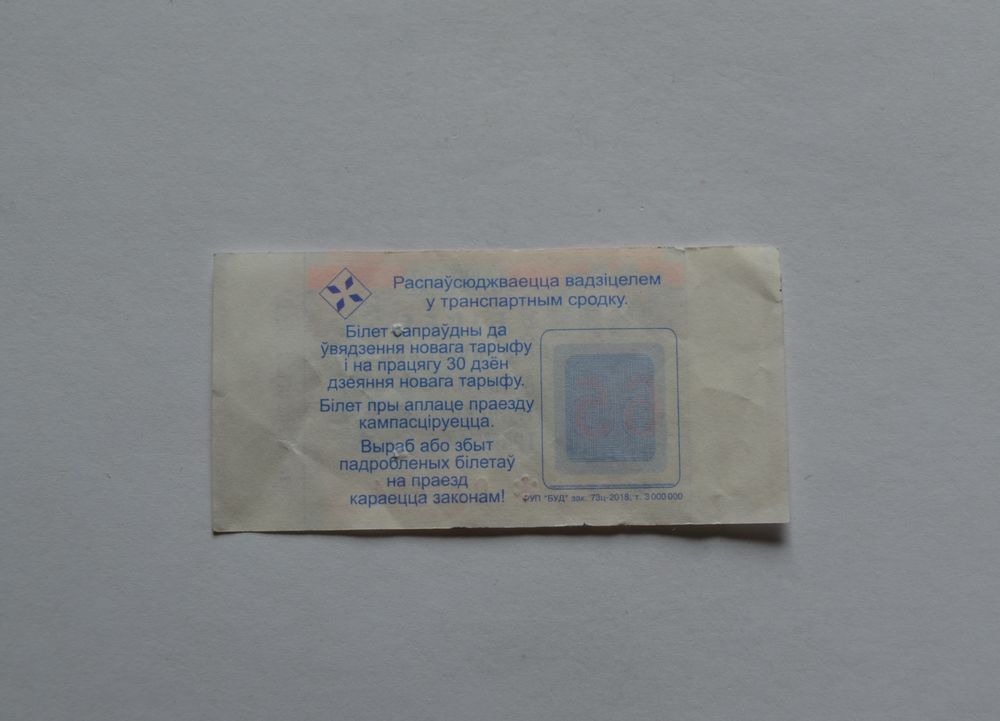 Распаўсюджваецца вадзіцелем
у транспартным сродку.
Білет сапраўдны да
ўвядзення новага тарыфу
і на працягу 30 дзён
дзеяння новага тарыфу.
Білет пры аплаце праезду
кампасціруецца.
Выраб або збыт
падробленых білетаў
на праезд
караецца законам!
РУП "БУД" зак. 73ц-2018, т. 3 000 000